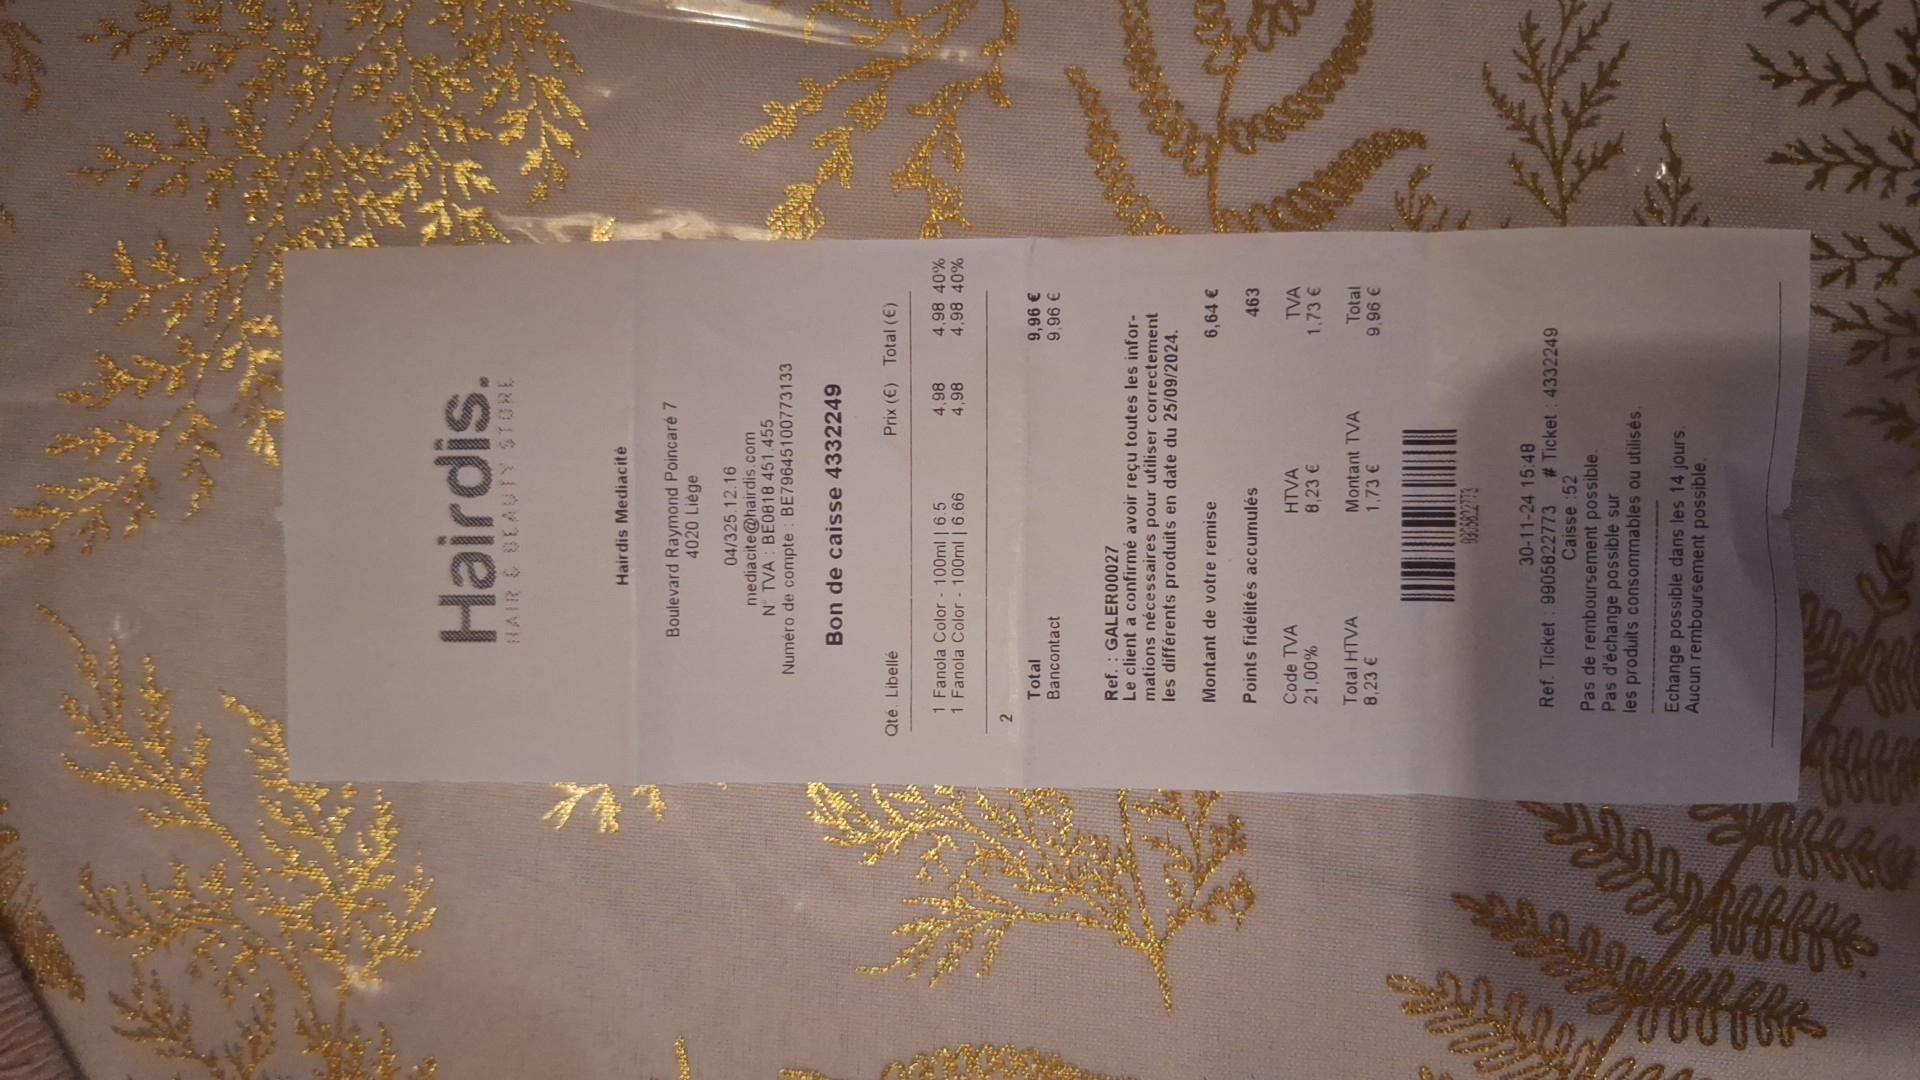 Hairdis.
HAIR & BEAUTY STORE
Hairdis Mediacité
Boulevard Raymond Poincaré 7
4020 Liège
04/325.12.16
mediacite@hairdis.com
N° TVA : BE0818.451.455
Numéro de compte : BE79645100773133
Bon de caisse 4332249
Qté. Libellé Prix (€) Total (€)
1 Fanola Color - 100ml | 6.5 4,98 4,98 40%
1 Fanola Color - 100ml | 6.66 4,98 4,98 40%
2
Total 9,96 €
Bancontact 9,96 €
Ref. : GALER00027
Le client a confirmé avoir reçu toutes les infor-
mations nécessaires pour utiliser correctement
les différents produits en date du 25/09/2024.
Montant de votre remise 6,64 €
Points fidélités accumulés 463
Code TVA HTVA TVA
21,00% 8,23 € 1,73 €
Total HTVA Montant TVA Total
8,23 € 1,73 € 9,96 €
9905822773
30-11-24 15:48
Ref. Ticket : 9905822773 # Ticket : 4332249
Caisse :52
Pas de remboursement possible.
Pas d'échange possible sur
les produits consommables ou utilisés.
Echange possible dans les 14 jours.
Aucun remboursement possible.